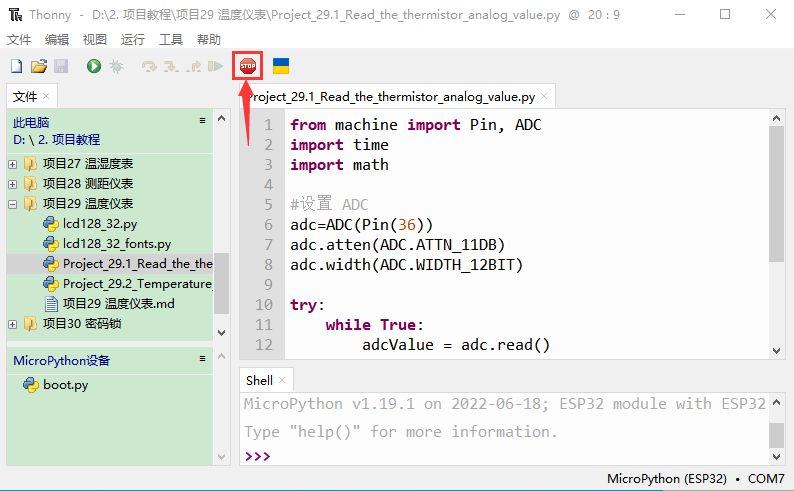 Thonny - D:\2. 项目教程\项目29 温度仪表\Project_29.1_Read_the_thermistor_analog_value.py @ 20 : 9
文件 编辑 视图 运行 工具 帮助
STOP
文件
此电脑
D: \ 2. 项目教程
项目27 温湿度表
项目28 测距仪表
项目29 温度仪表
lcd128_32.py
lcd128_32_fonts.py
Project_29.1_Read_the_the
Project_29.2_Temperature_
项目29 温度仪表.md
项目30 密码锁
MicroPython设备
boot.py
Project_29.1_Read_the_thermistor_analog_value.py
1 from machine import Pin, ADC
2 import time
3 import math
4
5 #设置 ADC
6 adc=ADC(Pin(36))
7 adc.atten(ADC.ATTN_11DB)
8 adc.width(ADC.WIDTH_12BIT)
9
10 try:
11 while True:
12 adcValue = adc.read()
Shell
MicroPython v1.19.1 on 2022-06-18; ESP32 module with ESP32
Type "help()" for more information.
>>>
MicroPython (ESP32) • COM7